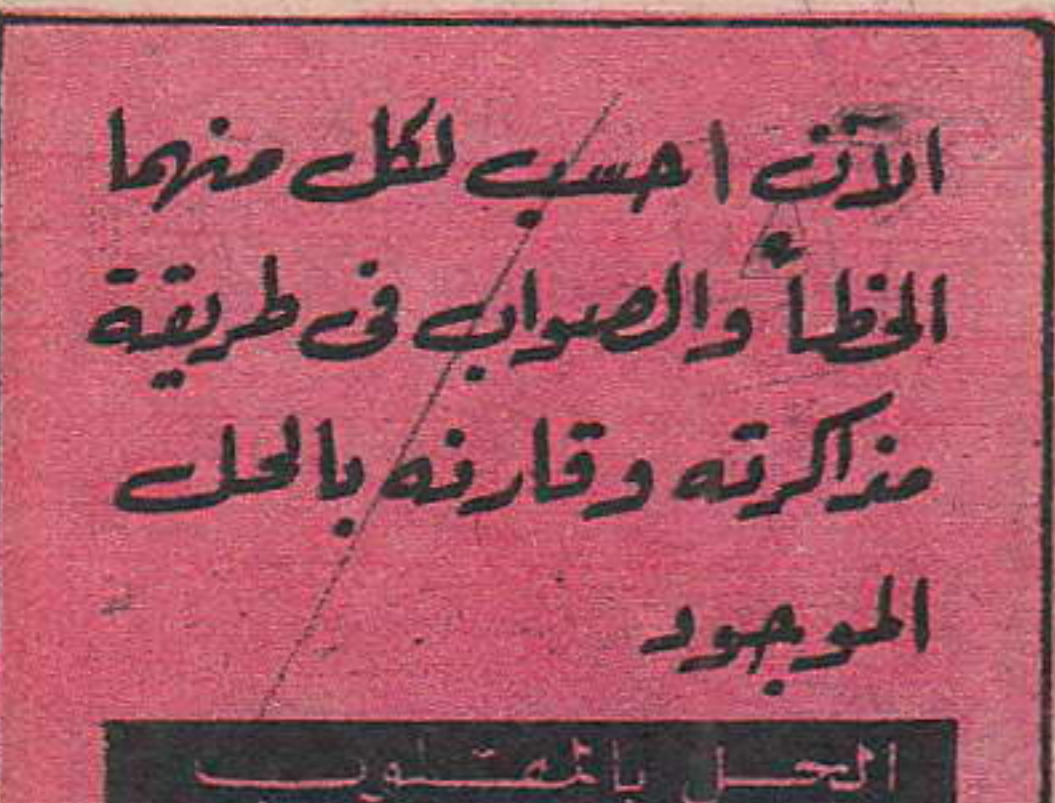 الآن احسب لكل منهما
الخطأ والصواب فى طريقة
مذاكرته وقارنه بالحل
الموجود
الحل بالمقلوب